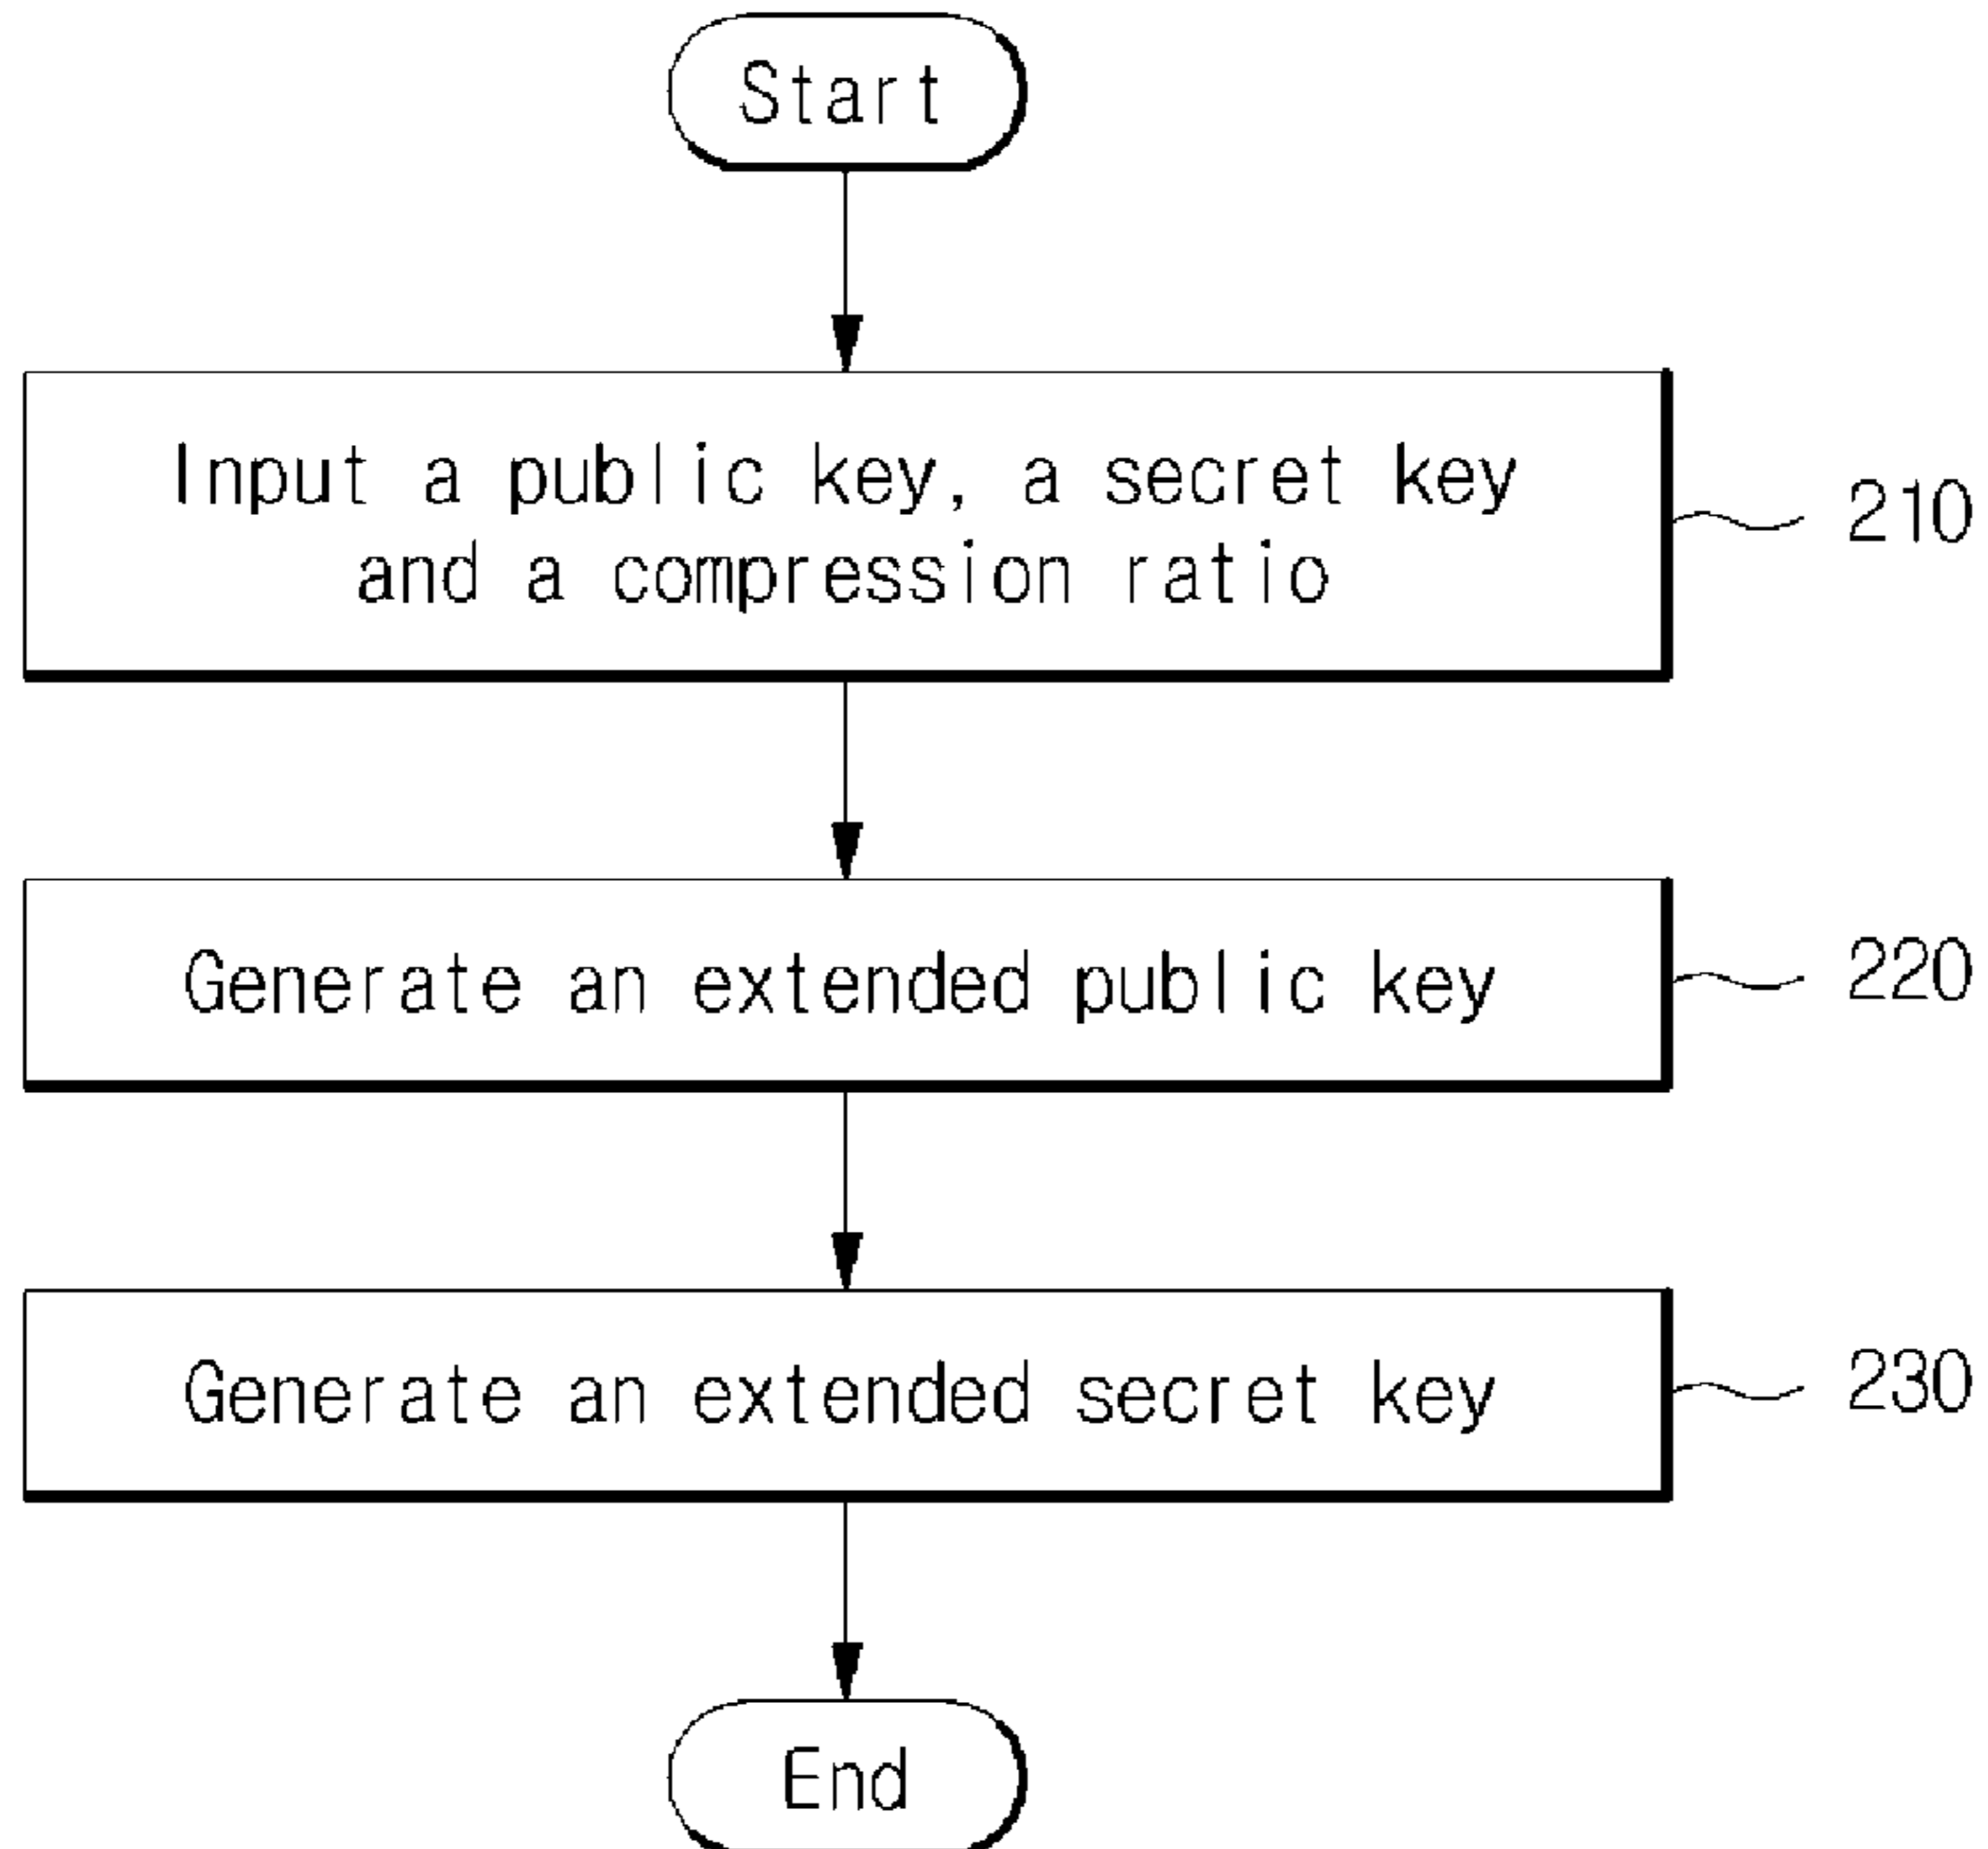 Start
Input a public key, a secret key
and a compression ratio
210
Generate an extended public key
220
Generate an extended secret key
230
End